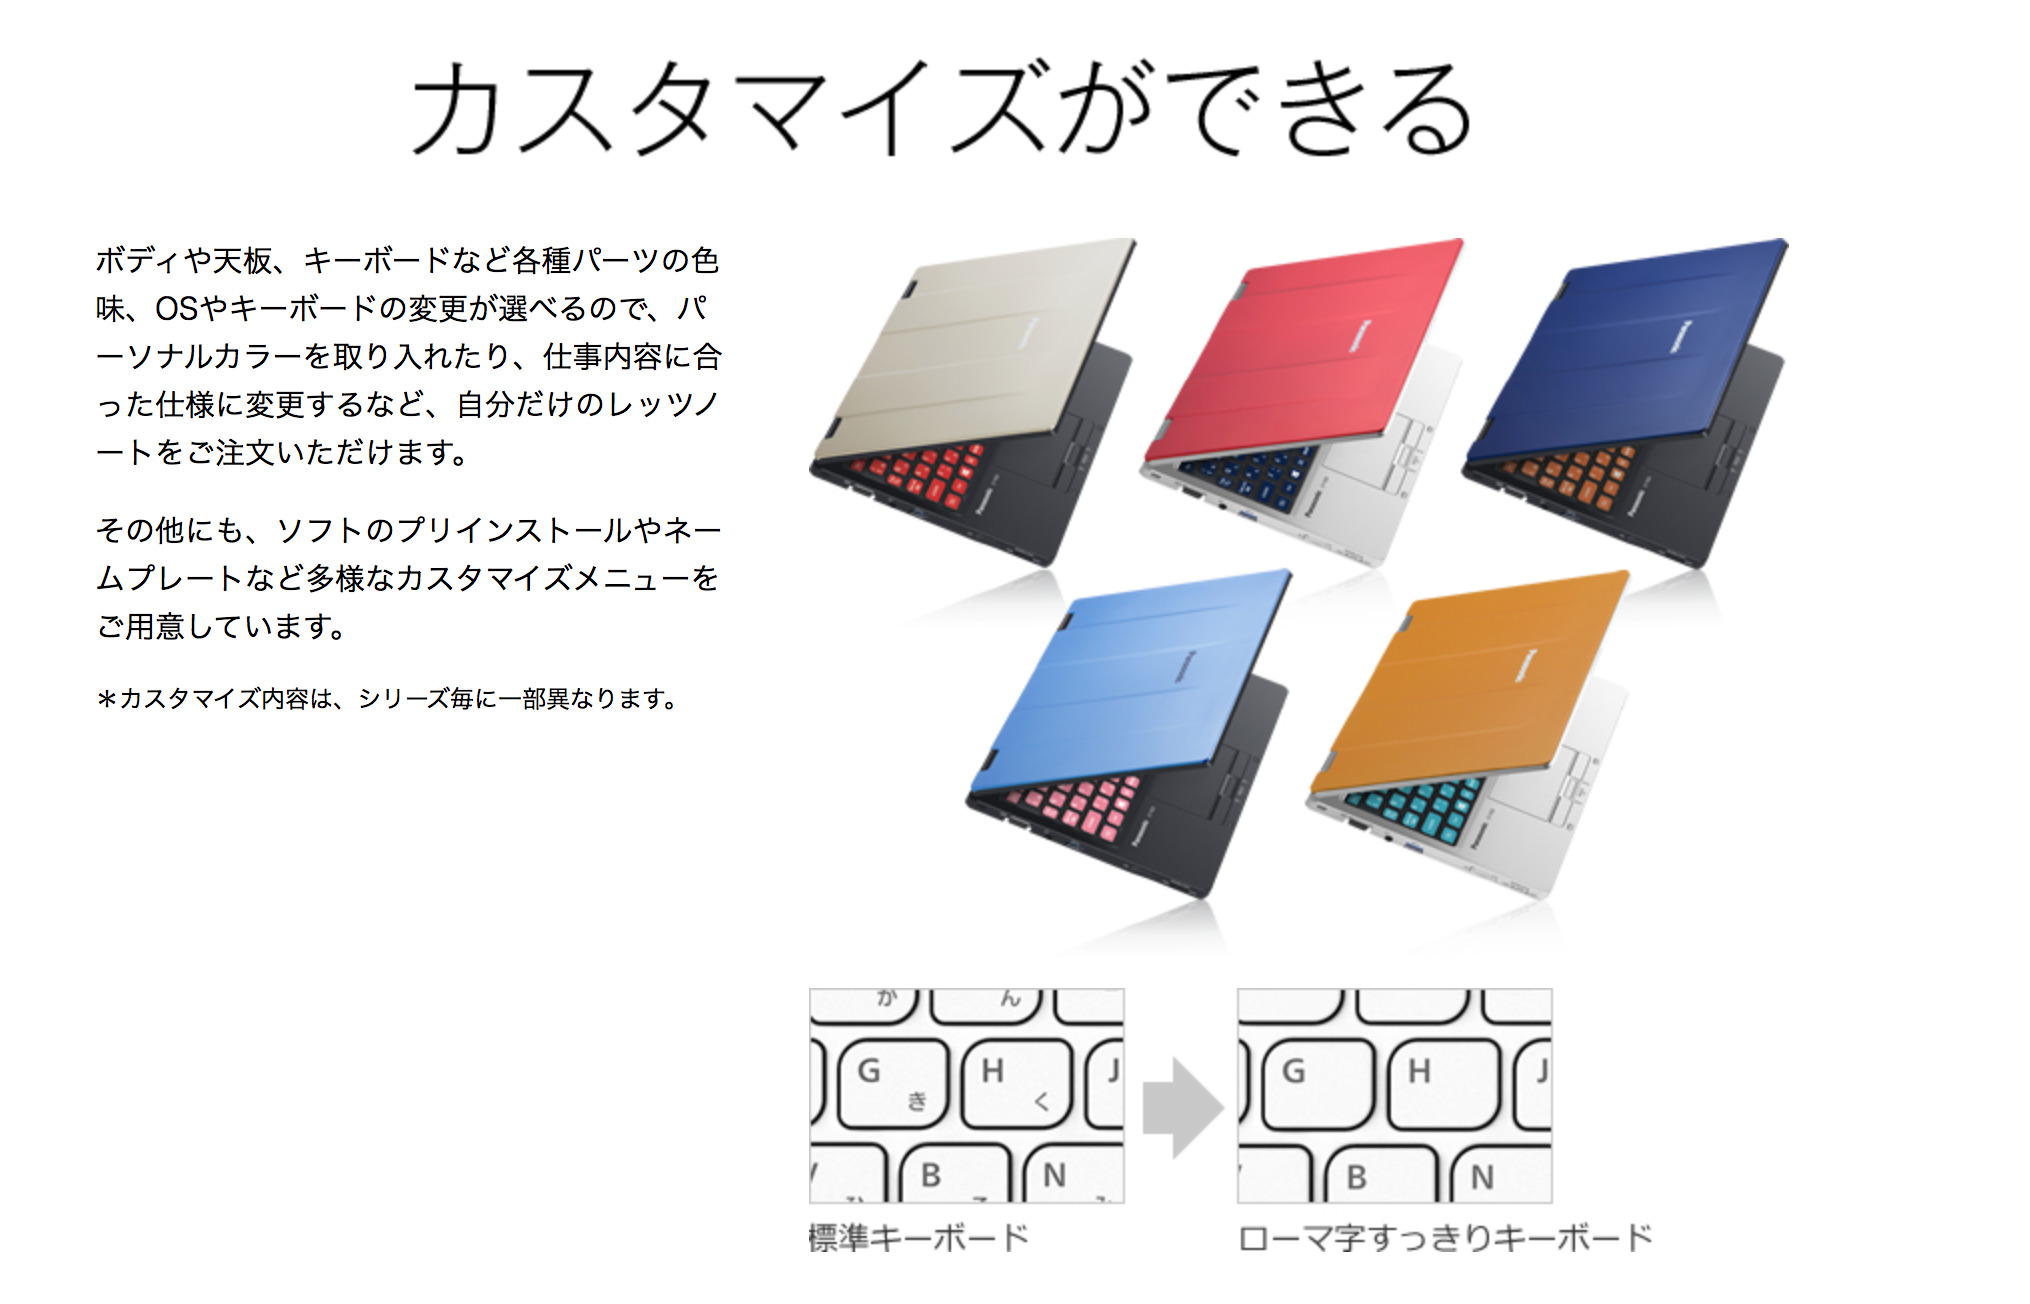 カスタマイズができる
ボディや天板、キーボードなど各種パーツの色
味、OSやキーボードの変更が選べるので、パ
ーソナルカラーを取り入れたり、仕事内容に合
った仕様に変更するなど、自分だけのレッツノ
ートをご注文いただけます。
その他にも、ソフトのプリインストールやネー
ムプレートなど多様なカスタマイズメニューを
ご用意しています。
＊カスタマイズ内容は、シリーズ毎に一部異なります。
Panasonic
Panasonic
Panasonic
Panasonic
Panasonic
Panasonic
Panasonic
Panasonic
Panasonic
Panasonic
か ん
G き H く J
B N
G H J
B N
標準キーボード
ローマ字すっきりキーボード